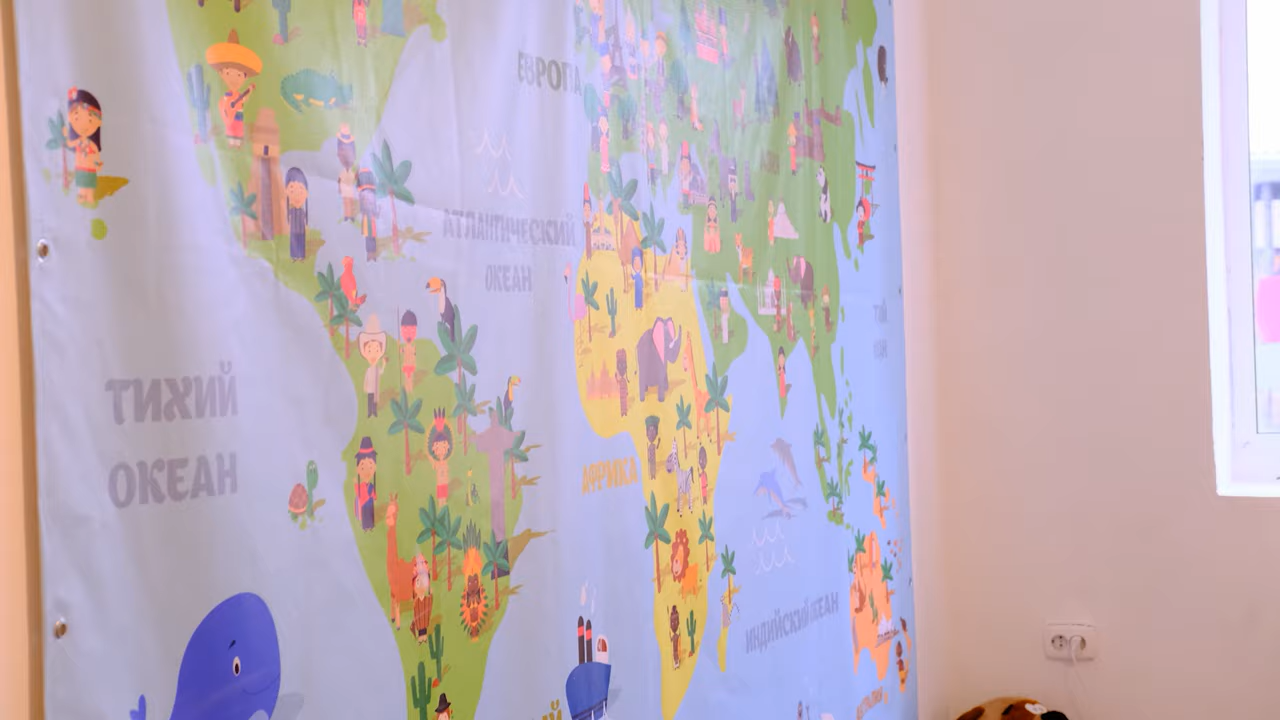 ЕВРОПА
АТЛАНТИЧЕСКИЙ
ОКЕАН
ТИХИЙ
ОКЕАН
АФРИКА
ИНДИЙСКИЙ ОКЕАН